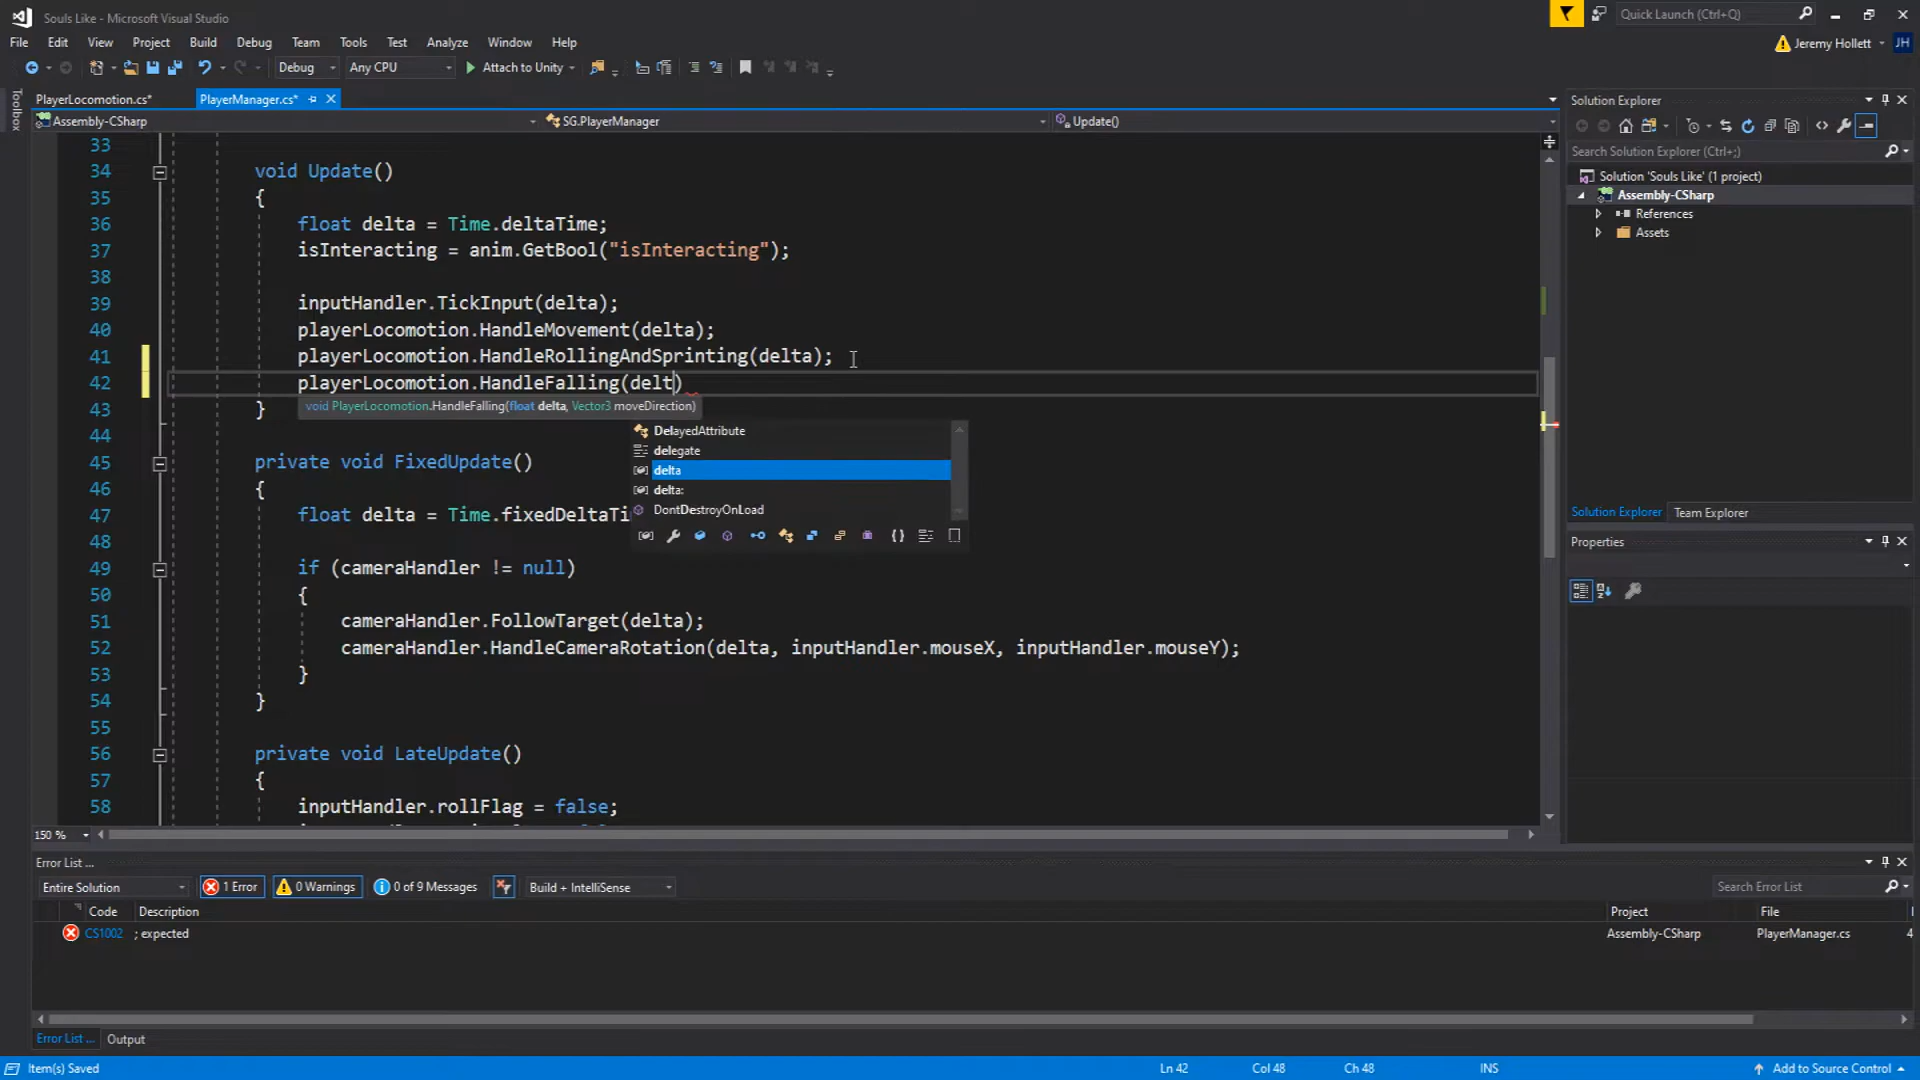 Souls Like - Microsoft Visual Studio
Quick Launch (Ctrl+Q)
File Edit View Project Build Debug Team Tools Test Analyze Window Help
Jeremy Hollett JH
Debug Any CPU Attach to Unity
Toolbox
PlayerLocomotion.cs* PlayerManager.cs*
Assembly-CSharp SG.PlayerManager Update()
33
34 void Update()
35 {
36 float delta = Time.deltaTime;
37 isInteracting = anim.GetBool("isInteracting");
38
39 inputHandler.TickInput(delta);
40 playerLocomotion.HandleMovement(delta);
41 playerLocomotion.HandleRollingAndSprinting(delta);
42 playerLocomotion.HandleFalling(delt)
void PlayerLocomotion.HandleFalling(float delta, Vector3 moveDirection)
43 }
DelayedAttribute
delegate
delta
delta:
DontDestroyOnLoad
44
45 private void FixedUpdate()
46 {
47 float delta = Time.fixedDeltaTi
48
49 if (cameraHandler != null)
50 {
51 cameraHandler.FollowTarget(delta);
52 cameraHandler.HandleCameraRotation(delta, inputHandler.mouseX, inputHandler.mouseY);
53 }
54 }
55
56 private void LateUpdate()
57 {
58 inputHandler.rollFlag = false;
150 %
Solution Explorer
Search Solution Explorer (Ctrl+;)
Solution 'Souls Like' (1 project)
Assembly-CSharp
References
Assets
Solution Explorer Team Explorer
Properties
Error List ...
Entire Solution 1 Error 0 Warnings 0 of 9 Messages Build + IntelliSense Search Error List
Code Description Project File
CS1002 ; expected Assembly-CSharp PlayerManager.cs 4
Error List ... Output
Item(s) Saved Ln 42 Col 48 Ch 48 INS Add to Source Control